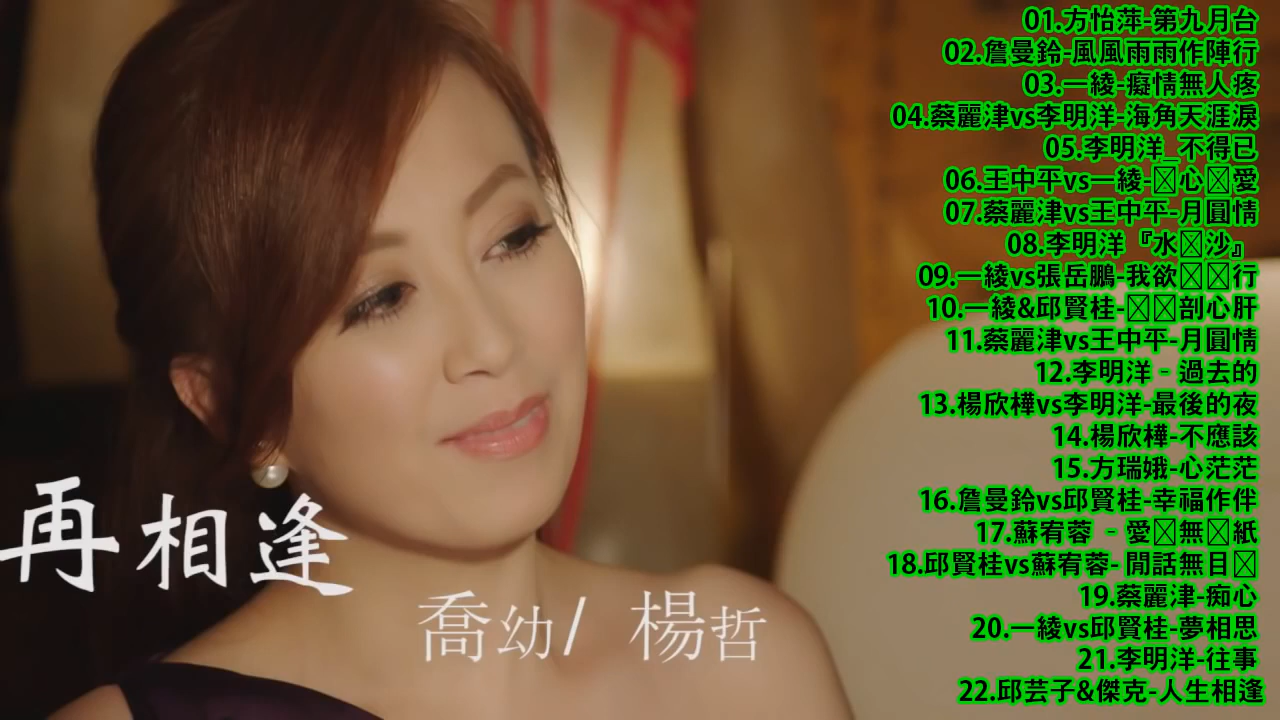 01.方怡萍-第九月台
02.詹曼鈴-風風雨雨作陣行
03.一綾-癡情無人疼
04.蔡麗津vs李明洋-海角天涯淚
05.李明洋_不得已
06.王中平vs一綾-☒心☒愛
07.蔡麗津vs王中平-月圓情
08.李明洋『水☒沙』
09.一綾vs張岳鵬-我欲☒☒行
10.一綾&邱賢桂-☒☒剖心肝
11.蔡麗津vs王中平-月圓情
12.李明洋 - 過去的
13.楊欣樺vs李明洋-最後的夜
14.楊欣樺-不應該
15.方瑞娥-心茫茫
16.詹曼鈴vs邱賢桂-幸福作伴
17.蘇宥蓉 - 愛☒無☒紙
18.邱賢桂vs蘇宥蓉- 閒話無目☒
19.蔡麗津-痴心
20.一綾vs邱賢桂-夢相思
21.李明洋-往事
22.邱芸子&傑克-人生相逢
再相逢
喬幼/ 楊哲